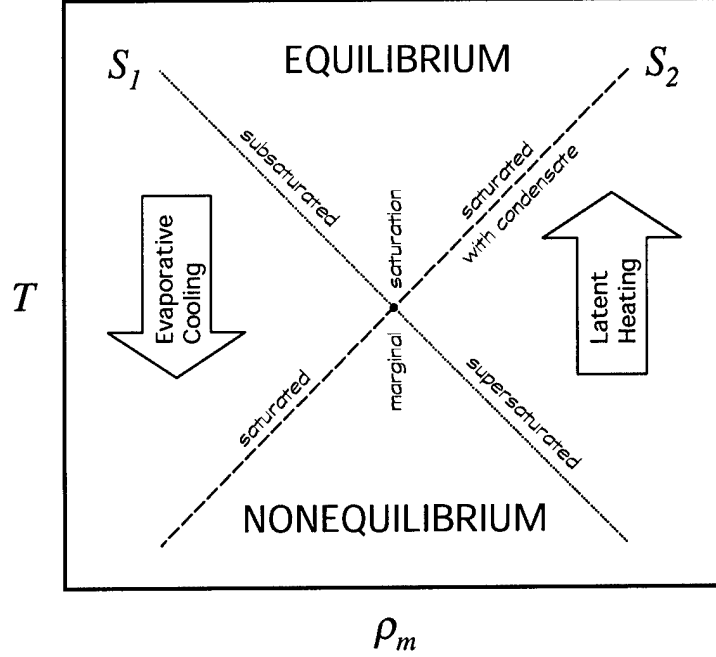 EQUILIBRIUM
S1
S2
subsaturated
saturated
with condensate
saturation
Evaporative
Cooling
Latent
Heating
T
marginal
saturated
supersaturated
NONEQUILIBRIUM
ρm